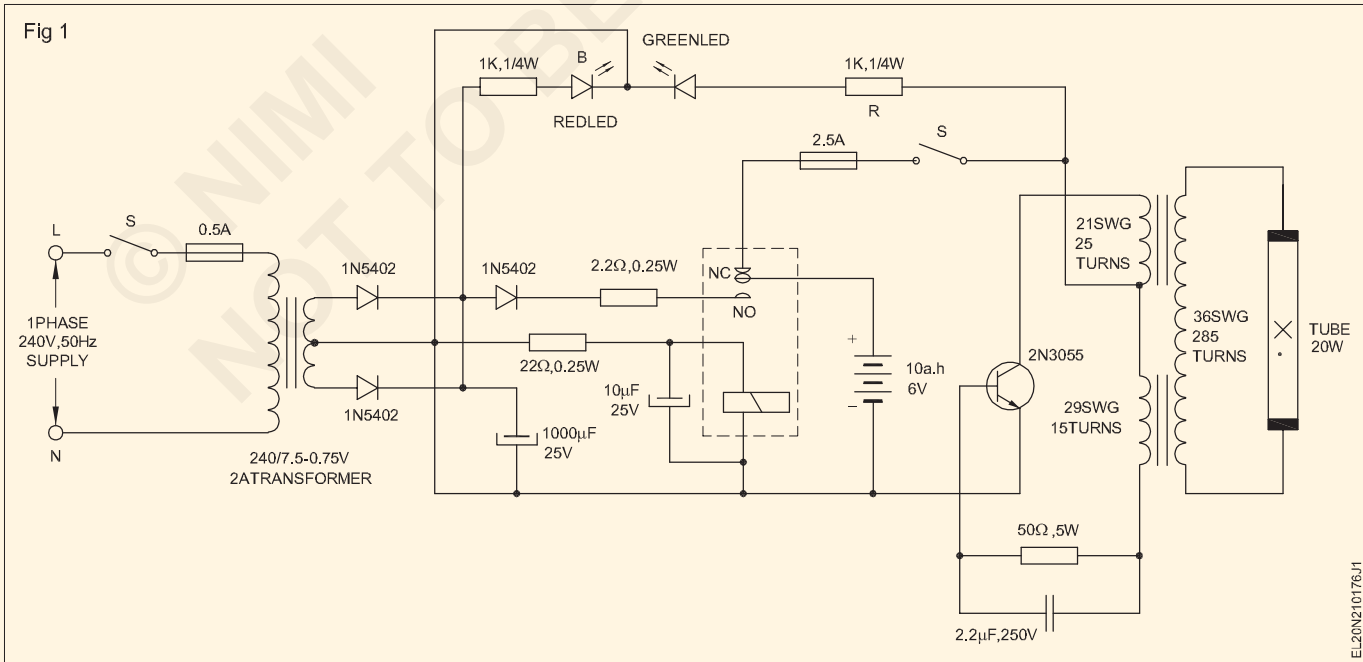 Fig 1
© NIMI
NOT TO BE
GREENLED
1K,1/4W
B
REDLED
1K,1/4W
R
2.5A
S
L
S
0.5A
1N5402
1N5402
2.2Ω,0.25W
NC
NO
21SWG
25
TURNS
1PHASE
240V,50Hz
SUPPLY
36SWG
285
TURNS
TUBE
20W
22Ω,0.25W
2N3055
+
10a.h
6V
−
10µF
25V
1N5402
29SWG
15TURNS
N
1000µF
25V
240/7.5-0.75V
2ATRANSFORMER
50Ω,5W
2.2µF,250V
EL20N210176J1